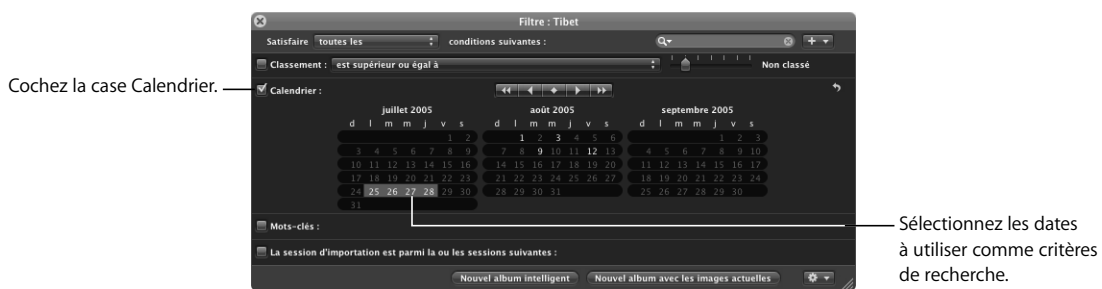 Filtre : Tibet
Satisfaire toutes les conditions suivantes :
Classement : est supérieur ou égal à Non classé
Cochez la case Calendrier.
Calendrier :
juillet 2005 août 2005 septembre 2005
d l m m j v s d l m m j v s d l m m j v s
1 2 1 2 3 4 5 6 1 2 3
3 4 5 6 7 8 9 7 8 9 10 11 12 13 4 5 6 7 8 9 10
10 11 12 13 14 15 16 14 15 16 17 18 19 20 11 12 13 14 15 16 17
17 18 19 20 21 22 23 21 22 23 24 25 26 27 18 19 20 21 22 23 24
24 25 26 27 28 29 30 28 29 30 31 25 26 27 28 29 30
31
Mots-clés :
Sélectionnez les dates
à utiliser comme critères
de recherche.
La session d'importation est parmi la ou les sessions suivantes :
Nouvel album intelligent Nouvel album avec les images actuelles